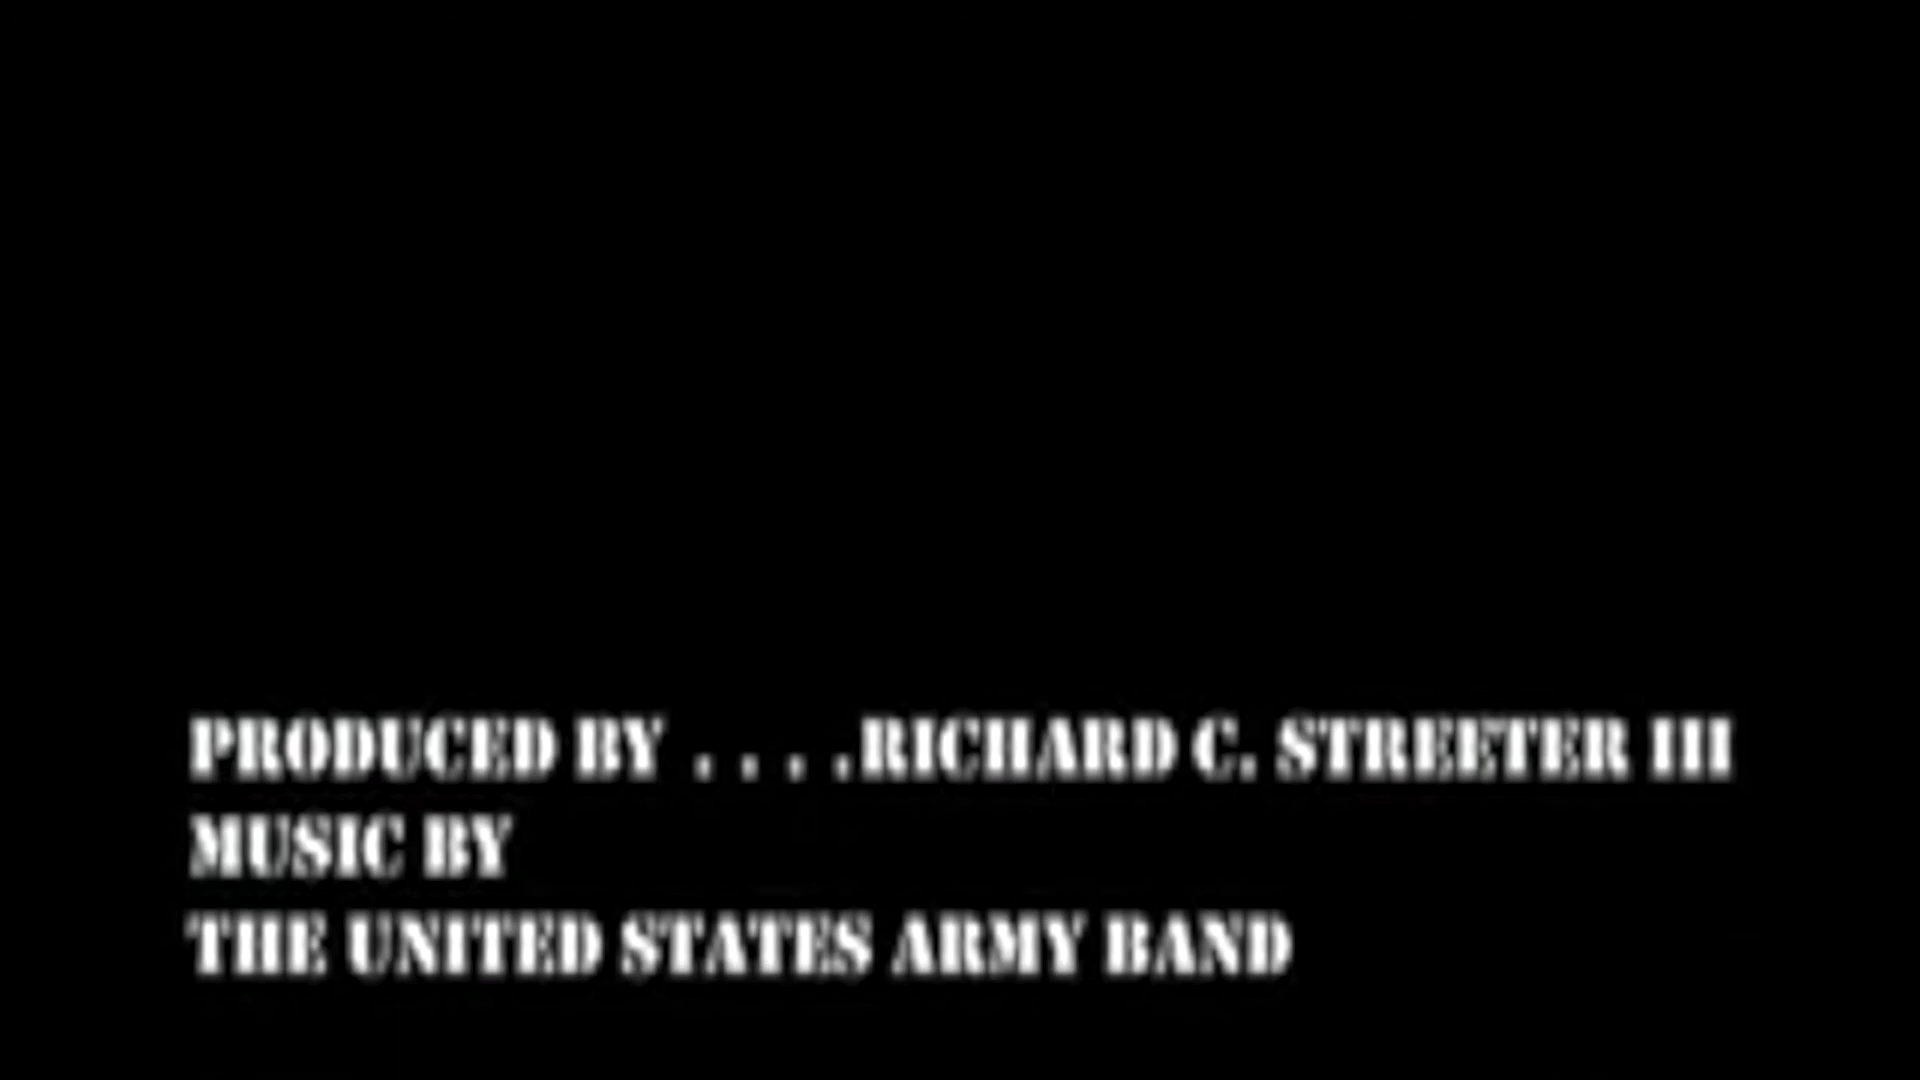 PRODUCED BY . . . .RICHARD C. STREETER III
MUSIC BY
THE UNITED STATES ARMY BAND